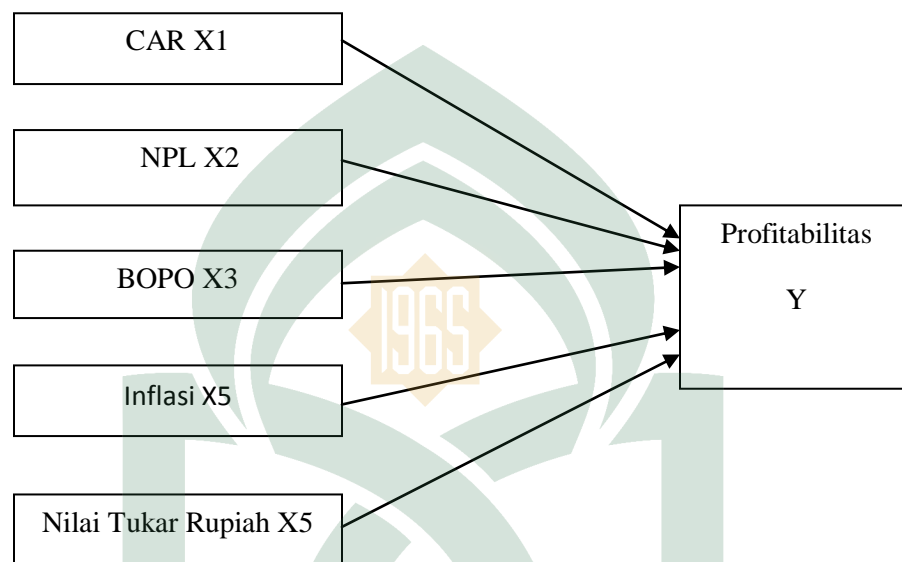 CAR X1
NPL X2
BOPO X3
Inflasi X5
Nilai Tukar Rupiah X5
Profitabilitas
Y
1965